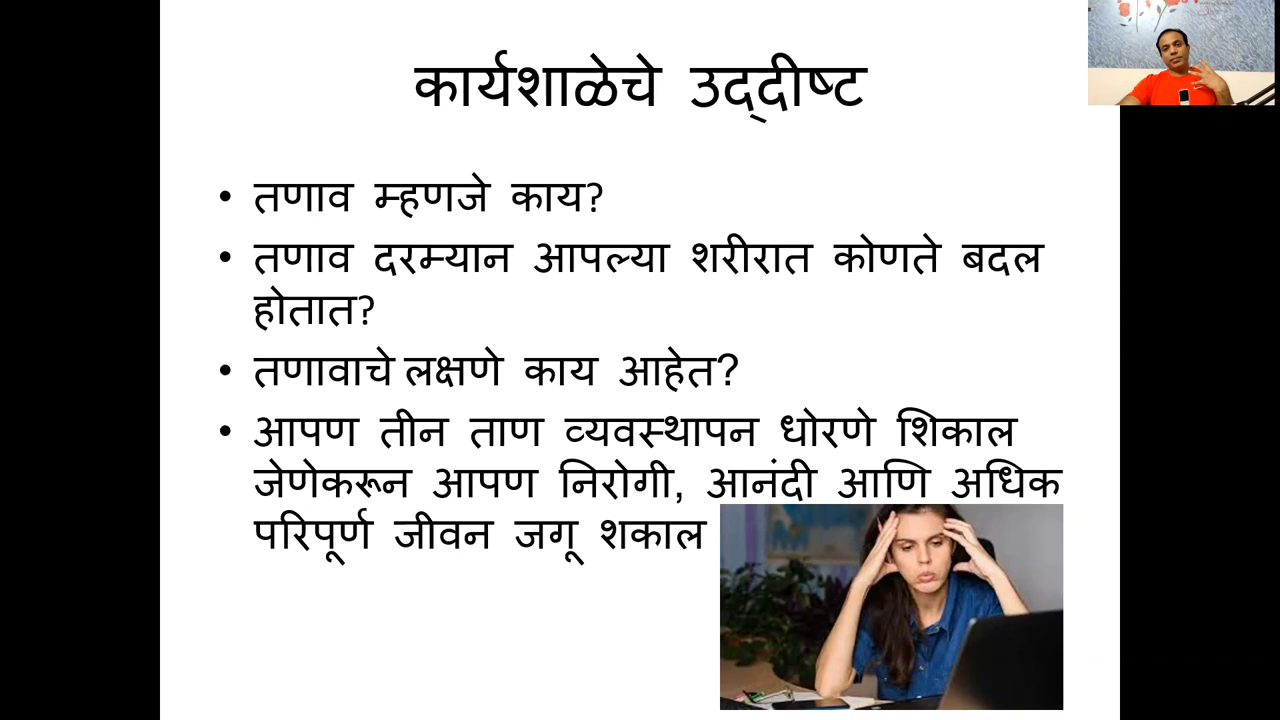 कार्यशाळेचे उद्दीष्ट
• तणाव म्हणजे काय?
• तणाव दरम्यान आपल्या शरीरात कोणते बदल
होतात?
• तणावाचे लक्षणे काय आहेत?
• आपण तीन ताण व्यवस्थापन धोरणे शिकाल
जेणेकरून आपण निरोगी, आनंदी आणि अधिक
परिपूर्ण जीवन जगू शकाल